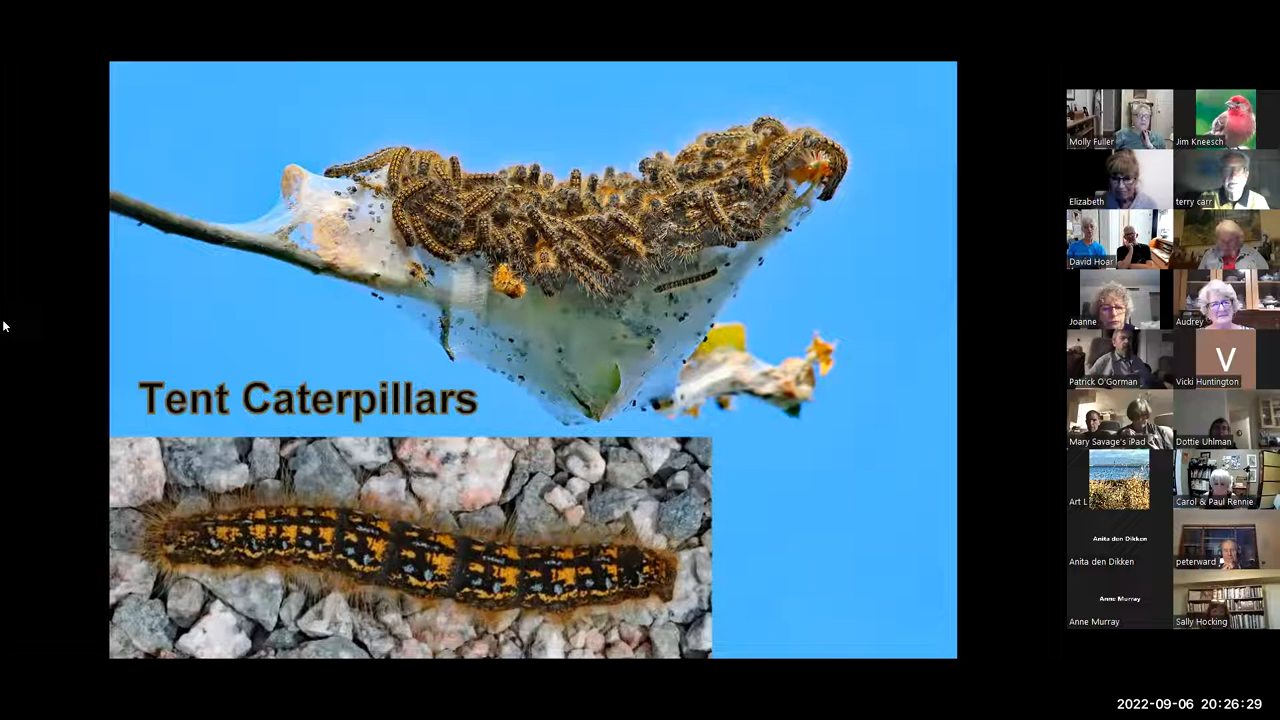 Tent Caterpillars
Molly Fuller
Jim Kneesch
Elizabeth
terry carr
David Hoar
Joanne
Audrey
Patrick O'Gorman
V
Vicki Huntington
Mary Savage's iPad
Dottie Uhlman
Art L
Carol & Paul Rennie
Anita den Dikken
Anita den Dikken
peterward
Anne Murray
Anne Murray
Sally Hocking
2022-09-06 20:26:29